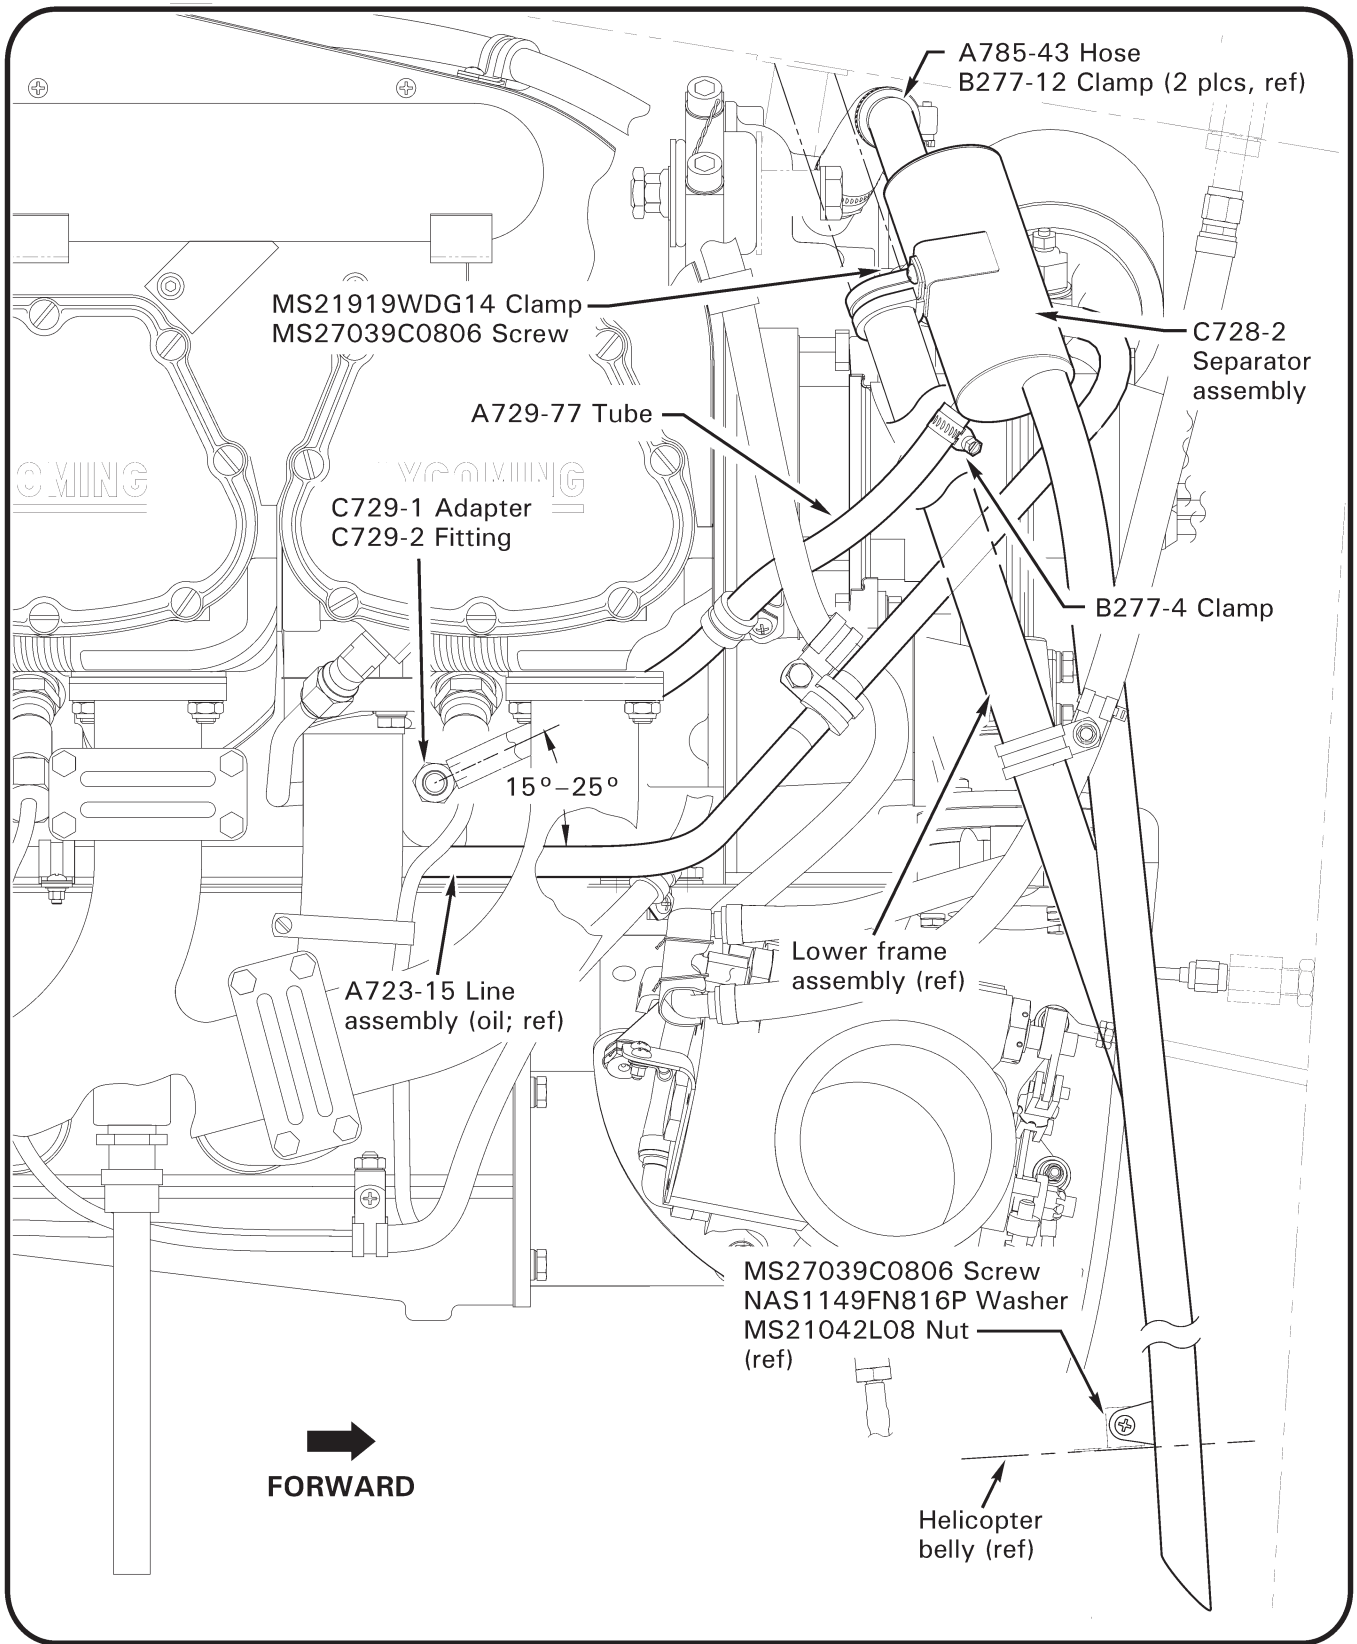 A785-43 Hose
B277-12 Clamp (2 plcs, ref)
MS21919WDG14 Clamp
MS27039C0806 Screw
C728-2
Separator
assembly
A729-77 Tube
OMING
YCOMING
C729-1 Adapter
C729-2 Fitting
B277-4 Clamp
15º–25º
Lower frame
assembly (ref)
A723-15 Line
assembly (oil; ref)
MS27039C0806 Screw
NAS1149FN816P Washer
MS21042L08 Nut
(ref)
FORWARD
Helicopter
belly (ref)